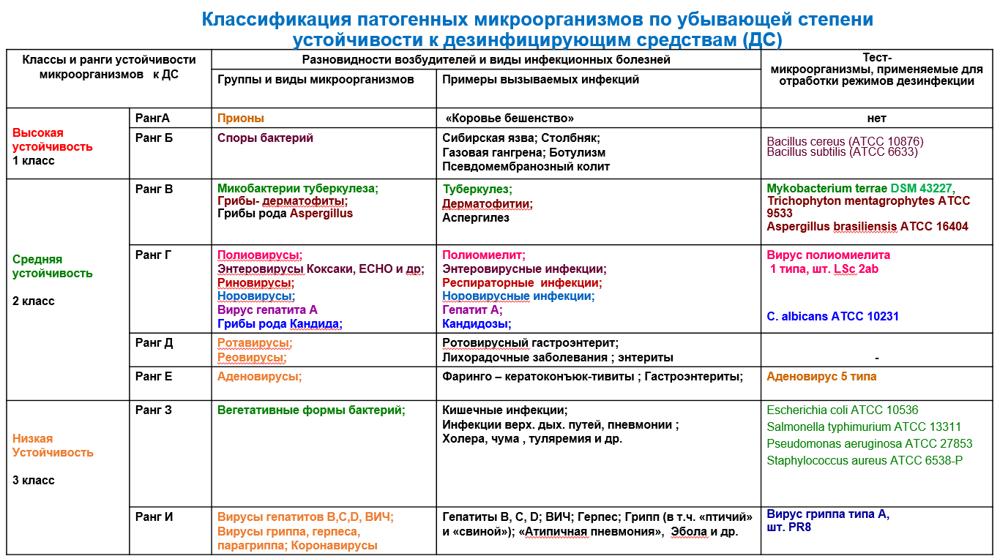 Классификация патогенных микроорганизмов по убывающей степени
устойчивости к дезинфицирующим средствам (ДС)
Классы и ранги устойчивости
микроорганизмов к ДС
Разновидности возбудителей и виды инфекционных болезней
Тест-
микроорганизмы, применяемые для
отработки режимов дезинфекции
Группы и виды микроорганизмов
Примеры вызываемых инфекций
Высокая
устойчивость
1 класс
РангА
Прионы
«Коровье бешенство»
нет
Ранг Б
Споры бактерий
Сибирская язва; Столбняк;
Газовая гангрена; Ботулизм
Псевдомембранозный колит
Bacillus cereus (ATCC 10876)
Bacillus subtilis (ATCC 6633)
Средняя
устойчивость
2 класс
Ранг В
Микобактерии туберкулеза;
Грибы- дерматофиты;
Грибы рода Aspergillus
Туберкулез;
Дерматофитии;
Аспергилез
Mykobacterium terrae DSM 43227,
Trichophyton mentagrophytes ATCC
9533
Aspergillus brasiliensis ATCC 16404
Ранг Г
Полиовирусы;
Энтеровирусы Коксаки, ЕСНО и др;
Риновирусы;
Норовирусы;
Вирус гепатита А
Грибы рода Кандида;
Полиомиелит;
Энтеровирусные инфекции;
Респираторные инфекции;
Норовирусные инфекции;
Гепатит А;
Кандидозы;
Вирус полиомиелита
1 типа, шт. LSc 2ab
C. albicans ATCC 10231
Ранг Д
Ротавирусы;
Реовирусы;
Ротовирусный гастроэнтерит;
Лихорадочные заболевания ; энтериты
-
Ранг Е
Аденовирусы;
Фаринго – кератоконъюк-тивиты ; Гастроэнтериты;
Аденовирус 5 типа
Низкая
Устойчивость
3 класс
Ранг З
Вегетативные формы бактерий;
Кишечные инфекции;
Инфекции верх. дых. путей, пневмонии ;
Холера, чума , туляремия и др.
Escherichia coli ATCC 10536
Salmonella typhimurium ATCC 13311
Pseudomonas aeruginosa ATCC 27853
Staphylococcus aureus ATCC 6538-P
Ранг И
Вирусы гепатитов B,C,D, ВИЧ;
Вирусы гриппа, герпеса,
парагриппа; Коронавирусы
Гепатиты B, C, D; ВИЧ; Герпес; Грипп (в т.ч. «птичий»
и «свиной»); «Атипичная пневмония», Эбола и др.
Вирус гриппа типа А,
шт. PR8